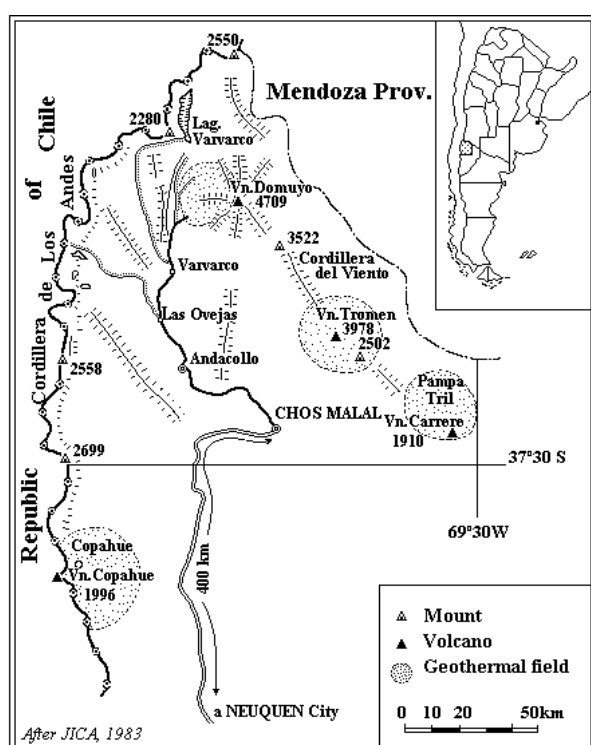 2550
Mendoza Prov.
2280
Lag.
Varvarco
Vn.Domuyo
4709
3522
Cordillera
del Viento
Varvarco
Las Ovejas
Vn.Tromen
3978
2502
2558
Andacollo
Pampa
Tril
CHOS MALAL
Vn.Carrere
1910
2699
37°30 S
69°30W
Copahue
Vn.Copahue
1996
400 km
a NEUQUEN City
Republic of Chile
Cordillera de Los Andes
Mount
Volcano
Geothermal field
0 10 20 50km
After JICA, 1983